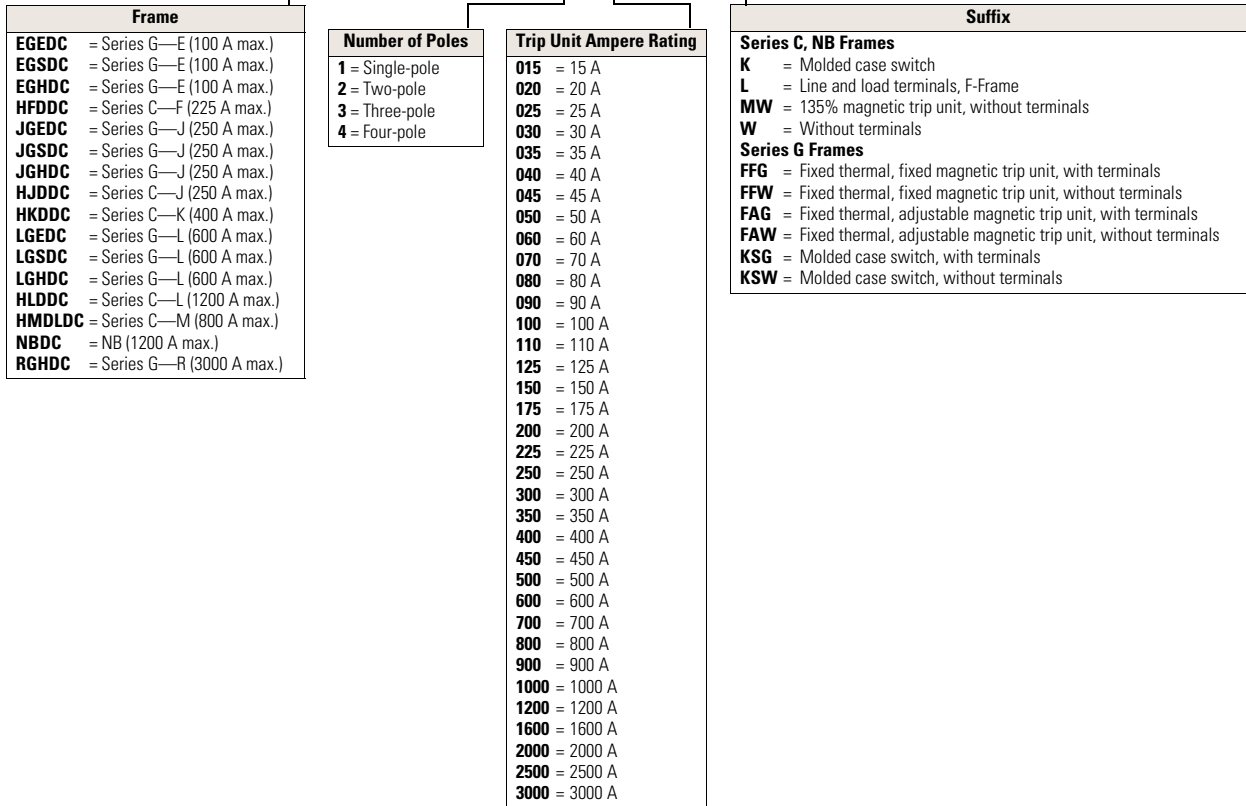 Frame
EGEDC = Series G—E (100 A max.)
EGSDC = Series G—E (100 A max.)
EGHDC = Series G—E (100 A max.)
HFDDC = Series C—F (225 A max.)
JGEDC = Series G—J (250 A max.)
JGSDC = Series G—J (250 A max.)
JGHDC = Series G—J (250 A max.)
HJDDC = Series C—J (250 A max.)
HKDDC = Series C—K (400 A max.)
LGEDC = Series G—L (600 A max.)
LGSDC = Series G—L (600 A max.)
LGHDC = Series G—L (600 A max.)
HLDDC = Series C—L (1200 A max.)
HMDLDC = Series C—M (800 A max.)
NBDC = NB (1200 A max.)
RGHDC = Series G—R (3000 A max.)
Number of Poles
1 = Single-pole
2 = Two-pole
3 = Three-pole
4 = Four-pole
Trip Unit Ampere Rating
015 = 15 A
020 = 20 A
025 = 25 A
030 = 30 A
035 = 35 A
040 = 40 A
045 = 45 A
050 = 50 A
060 = 60 A
070 = 70 A
080 = 80 A
090 = 90 A
100 = 100 A
110 = 110 A
125 = 125 A
150 = 150 A
175 = 175 A
200 = 200 A
225 = 225 A
250 = 250 A
300 = 300 A
350 = 350 A
400 = 400 A
450 = 450 A
500 = 500 A
600 = 600 A
700 = 700 A
800 = 800 A
900 = 900 A
1000 = 1000 A
1200 = 1200 A
1600 = 1600 A
2000 = 2000 A
2500 = 2500 A
3000 = 3000 A
Suffix
Series C, NB Frames
K = Molded case switch
L = Line and load terminals, F-Frame
MW = 135% magnetic trip unit, without terminals
W = Without terminals
Series G Frames
FFG = Fixed thermal, fixed magnetic trip unit, with terminals
FFW = Fixed thermal, fixed magnetic trip unit, without terminals
FAG = Fixed thermal, adjustable magnetic trip unit, with terminals
FAW = Fixed thermal, adjustable magnetic trip unit, without terminals
KSG = Molded case switch, with terminals
KSW = Molded case switch, without terminals